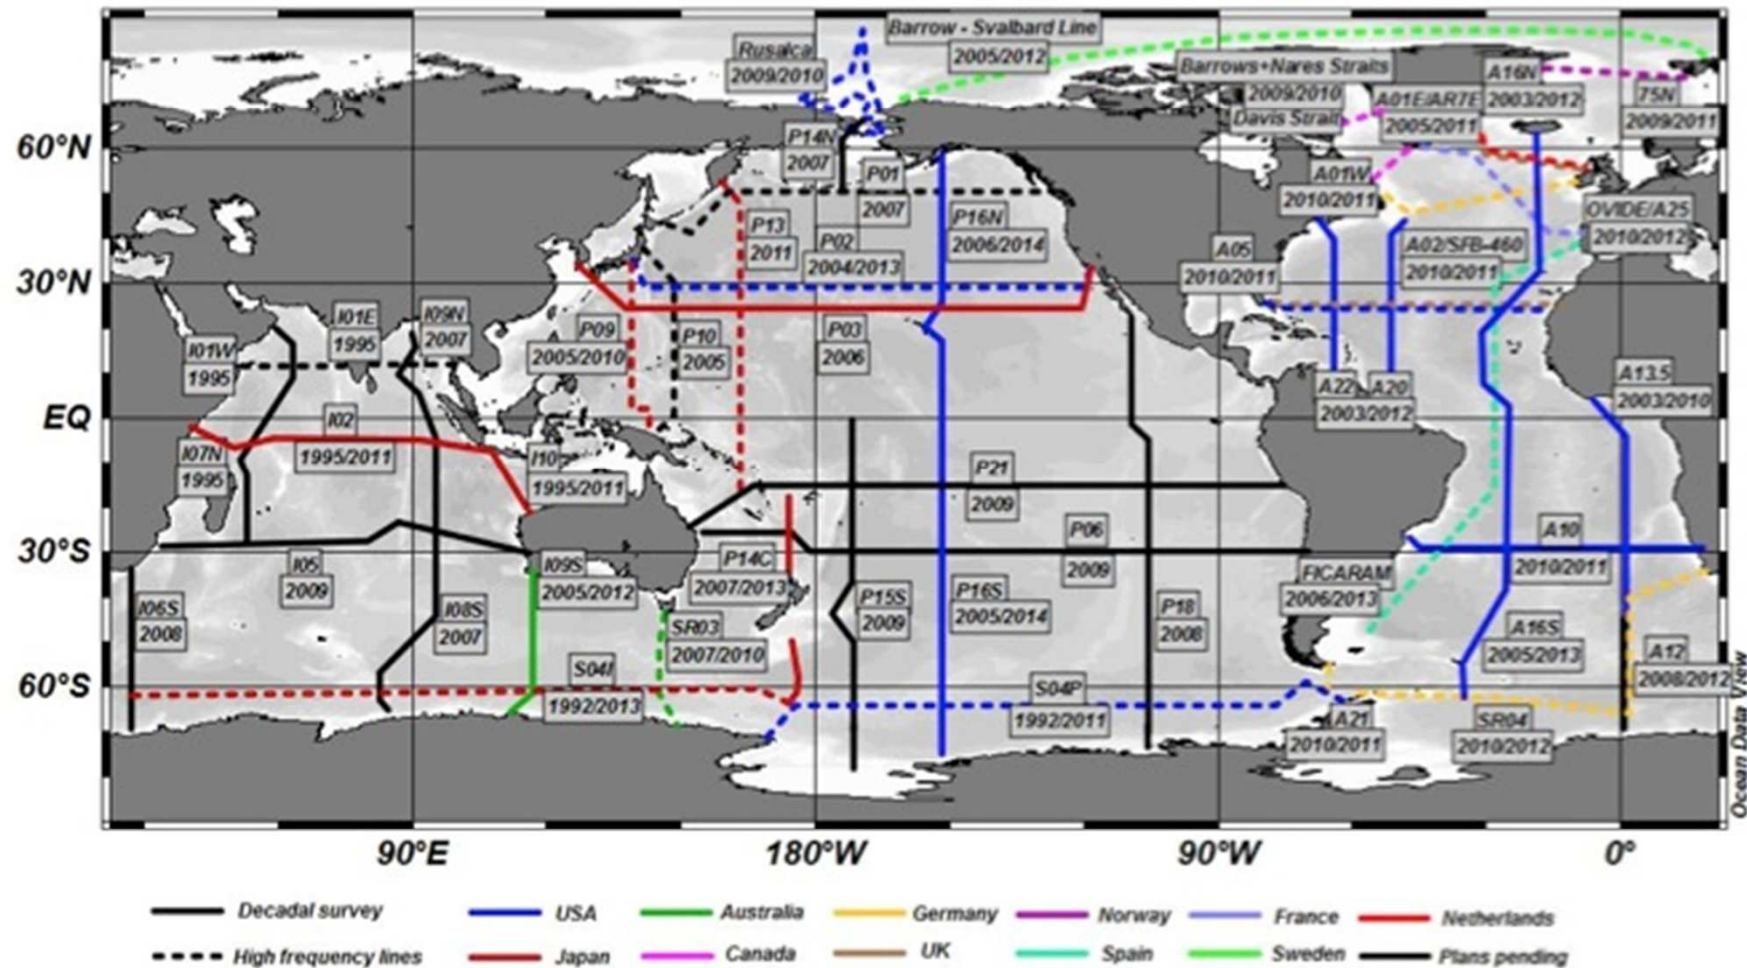 Barrow - Svalbard Line
2005/2012
Rusalca
2009/2010
Barrows+Nares Straits
2009/2010
Davis Strait
A16N
2003/2012
A01E/AR7E
2005/2011
75N
2009/2011
60°N
P14N
2007
P01
2007
A01W
2010/2011
P13
2011
P02
2004/2013
P16N
2006/2014
A05
2010/2011
A02/SFB-460
2010/2011
OVIDE/A25
2010/2012
30°N
I01W
1995
I01E
1995
I09N
2007
P09
2005/2010
P10
2005
P03
2006
A22
A20
2003/2012
A13.5
2003/2010
EQ
I07N
1995
I02
1995/2011
I10
1995/2011
P21
2009
P06
2009
A10
2010/2011
30°S
I05
2009
I09S
2005/2012
P14C
2007/2013
FICARAM
2006/2013
I06S
2008
I08S
2007
SR03
2007/2010
P15S
2009
P16S
2005/2014
P18
2008
A16S
2005/2013
A12
2008/2012
60°S
S04I
1992/2013
S04P
1992/2011
A21
2010/2011
SR04
2010/2012
Ocean Data View
90°E
180°W
90°W
0°
Decadal survey
USA
Australia
Germany
Norway
France
Netherlands
High frequency lines
Japan
Canada
UK
Spain
Sweden
Plans pending